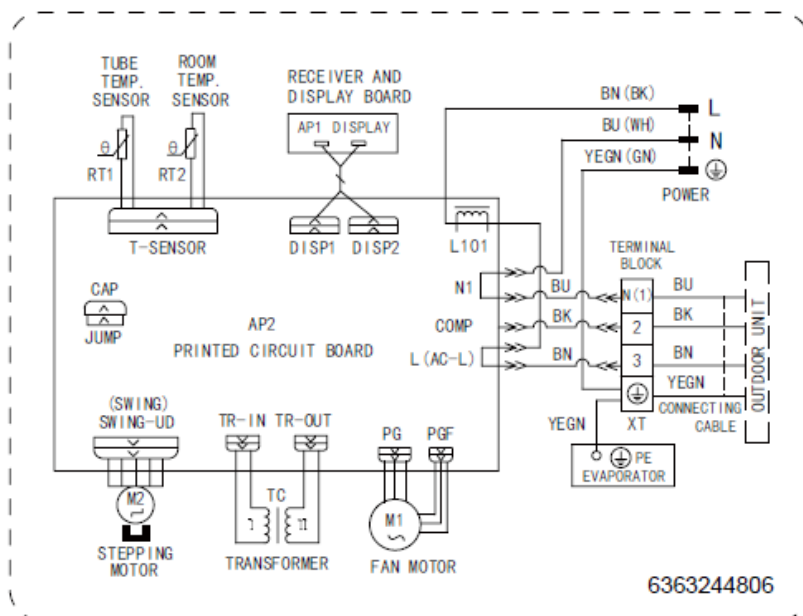 TUBE
TEMP.
SENSOR
ROOM
TEMP.
SENSOR
RECEIVER AND
DISPLAY BOARD
AP1 DISPLAY
BN(BK)
L
BU(WH)
N
YEGN(GN)
POWER
θ
RT1
θ
RT2
T-SENSOR
DISP1
DISP2
L101
TERMINAL
BLOCK
N1
BU
N(1)
BU
CAP
JUMP
AP2
PRINTED CIRCUIT BOARD
COMP
BK
2
BK
L(AC-L)
BN
3
BN
YEGN
OUTDOOR UNIT
CONNECTING
CABLE
XT
YEGN
PE
EVAPORATOR
(SWING)
SWING-UD
TR-IN
TR-OUT
PG
PGF
M2
STEPPING
MOTOR
TC
I
II
TRANSFORMER
M1
FAN MOTOR
6363244806